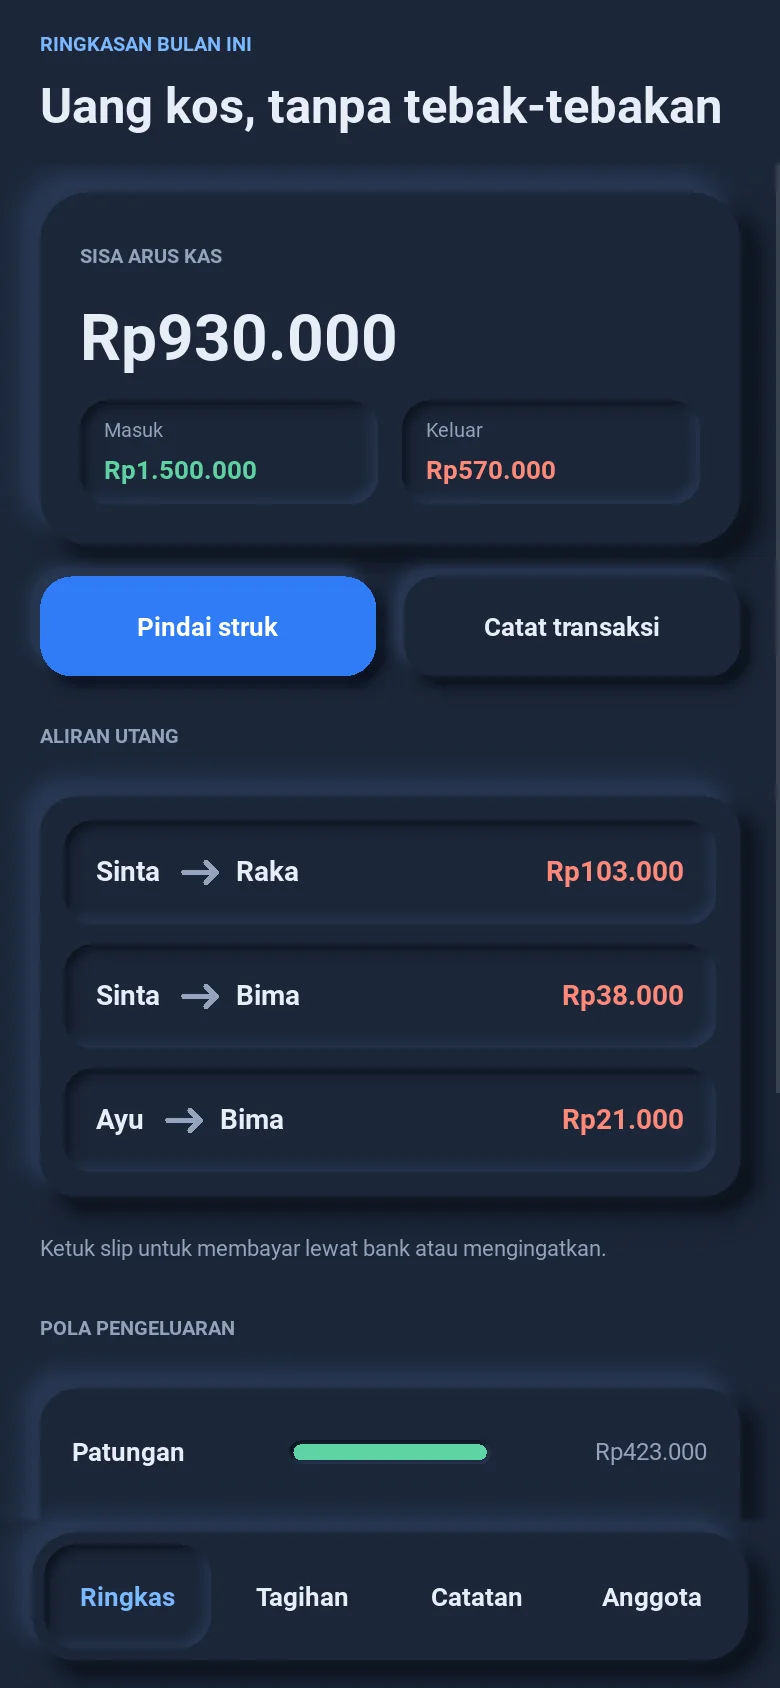 RINGKASAN BULAN INI
Uang kos, tanpa tebak-tebakan
SISA ARUS KAS
Rp930.000
Masuk
Rp1.500.000
Keluar
Rp570.000
Pindai struk
Catat transaksi
ALIRAN UTANG
Sinta → Raka Rp103.000
Sinta → Bima Rp38.000
Ayu → Bima Rp21.000
Ketuk slip untuk membayar lewat bank atau mengingatkan.
POLA PENGELUARAN
Patungan Rp423.000
Ringkas Tagihan Catatan Anggota